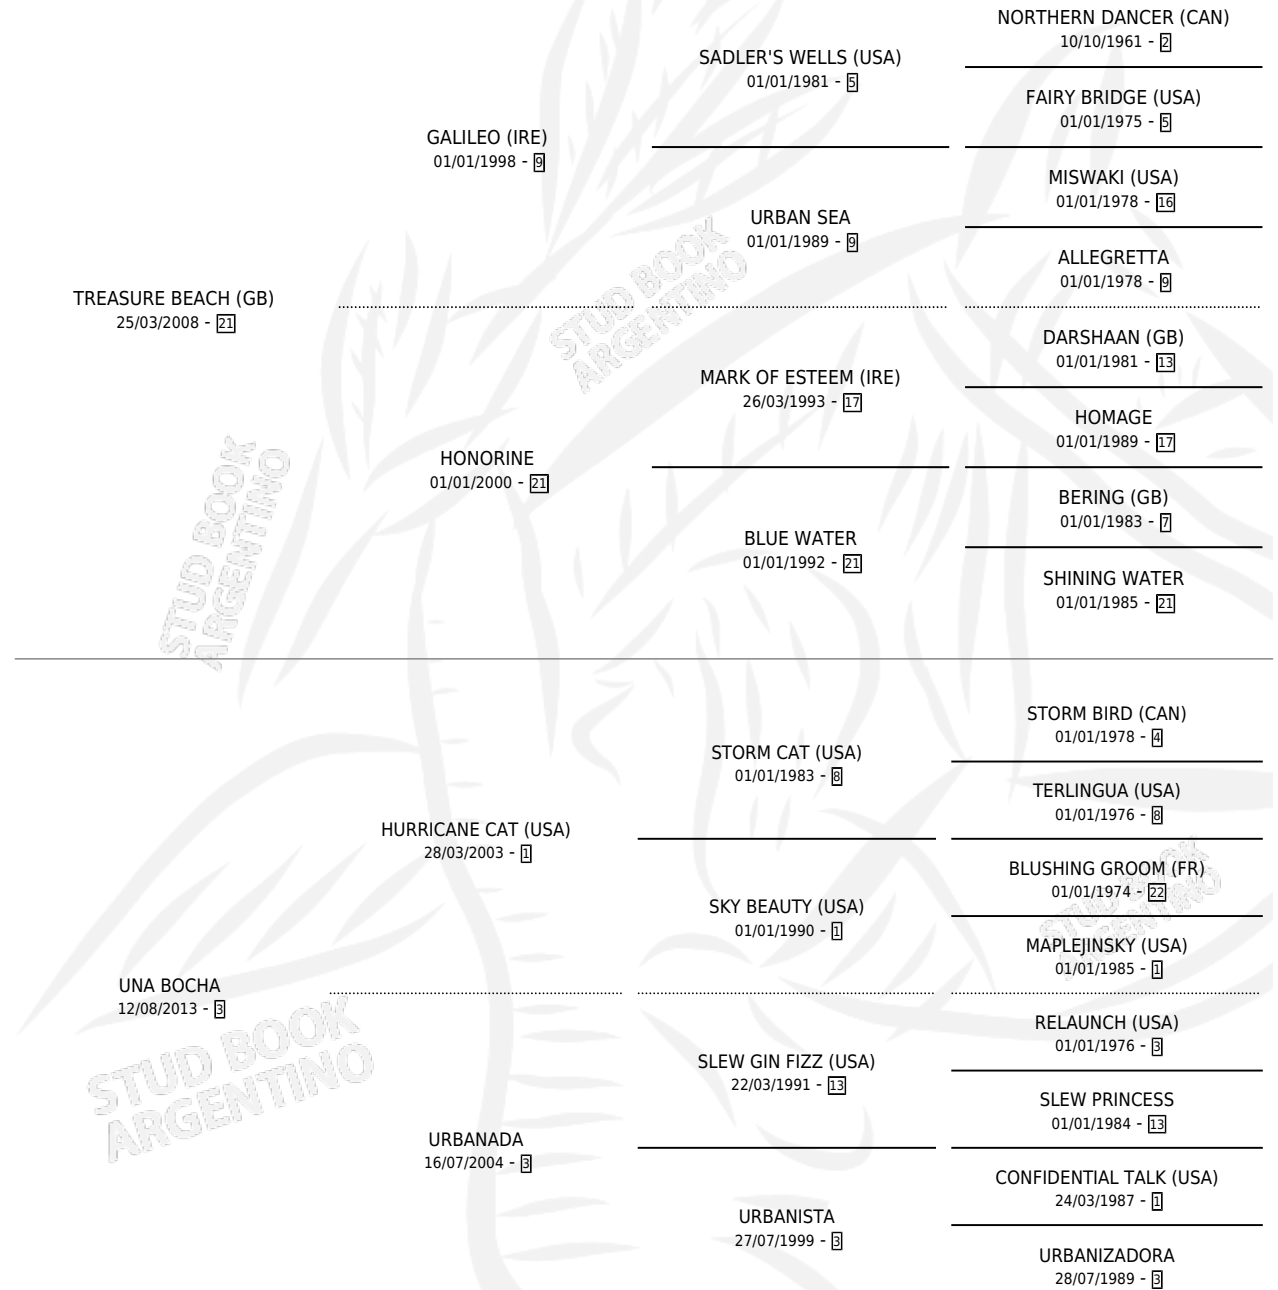 NORTHERN DANCER (CAN)
10/10/1961 - 2
SADLER'S WELLS (USA)
01/01/1981 - 5
FAIRY BRIDGE (USA)
01/01/1975 - 5
GALILEO (IRE)
01/01/1998 - 9
MISWAKI (USA)
01/01/1978 - 16
URBAN SEA
01/01/1989 - 9
ALLEGRETTA
01/01/1978 - 9
TREASURE BEACH (GB)
25/03/2008 - 21
STUD BOOK
ARGENTINO
DARSHAAN (GB)
01/01/1981 - 13
MARK OF ESTEEM (IRE)
26/03/1993 - 17
HOMAGE
01/01/1989 - 17
HONORINE
01/01/2000 - 21
BERING (GB)
01/01/1983 - 7
BLUE WATER
01/01/1992 - 21
SHINING WATER
01/01/1985 - 21
STUD BOOK
ARGENTINO
STORM BIRD (CAN)
01/01/1978 - 4
STORM CAT (USA)
01/01/1983 - 8
TERLINGUA (USA)
01/01/1976 - 8
HURRICANE CAT (USA)
28/03/2003 - 1
BLUSHING GROOM (FR)
01/01/1974 - 22
SKY BEAUTY (USA)
01/01/1990 - 1
STUD BOOK
ARGENTINO
MAPLEJINSKY (USA)
01/01/1985 - 1
UNA BOCHA
12/08/2013 - 3
STUD BOOK
ARGENTINO
RELAUNCH (USA)
01/01/1976 - 3
SLEW GIN FIZZ (USA)
22/03/1991 - 13
SLEW PRINCESS
01/01/1984 - 13
URBANADA
16/07/2004 - 3
CONFIDENTIAL TALK (USA)
24/03/1987 - 1
URBANISTA
27/07/1999 - 3
URBANIZADORA
28/07/1989 - 3